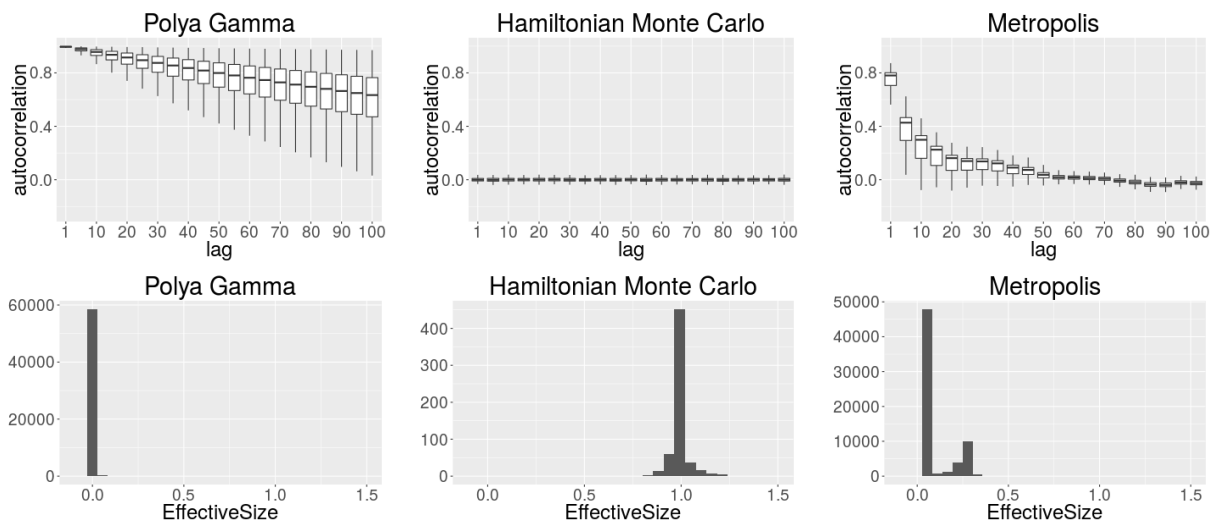 Polya Gamma
Hamiltonian Monte Carlo
Metropolis
autocorrelation
0.8
0.4
0.0
1 10 20 30 40 50 60 70 80 90 100
lag
autocorrelation
0.8
0.4
0.0
1 10 20 30 40 50 60 70 80 90 100
lag
autocorrelation
0.8
0.4
0.0
1 10 20 30 40 50 60 70 80 90 100
lag
Polya Gamma
Hamiltonian Monte Carlo
Metropolis
60000
40000
20000
0
0.0 0.5 1.0 1.5
EffectiveSize
400
300
200
100
0
0.0 0.5 1.0 1.5
EffectiveSize
50000
40000
30000
20000
10000
0
0.0 0.5 1.0 1.5
EffectiveSize